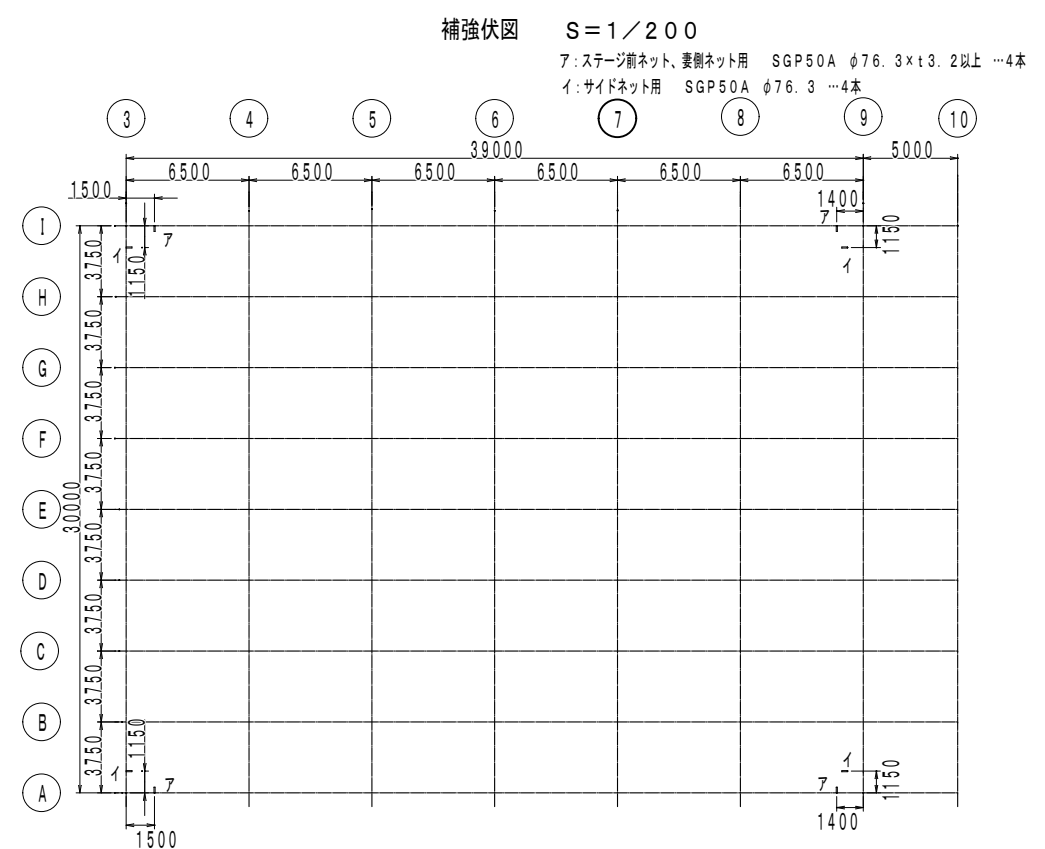 補強伏図 S=1/200
ア:ステージ前ネット、妻側ネット用 SGP50A φ76.3×t3.2以上 …4本
イ:サイドネット用 SGP50A φ76.3 …4本
3 4 5 6 7 8 9 10
39000 5000
6500 6500 6500 6500 6500 6500
1500 1400
I ア ア 1150
イ 3750 1150 イ
H
3750
G
3750
F
3750
E 30000
3750
D
3750
C
3750
B
3750 1150 イ
イ ア ア 1150
A
1500 1400